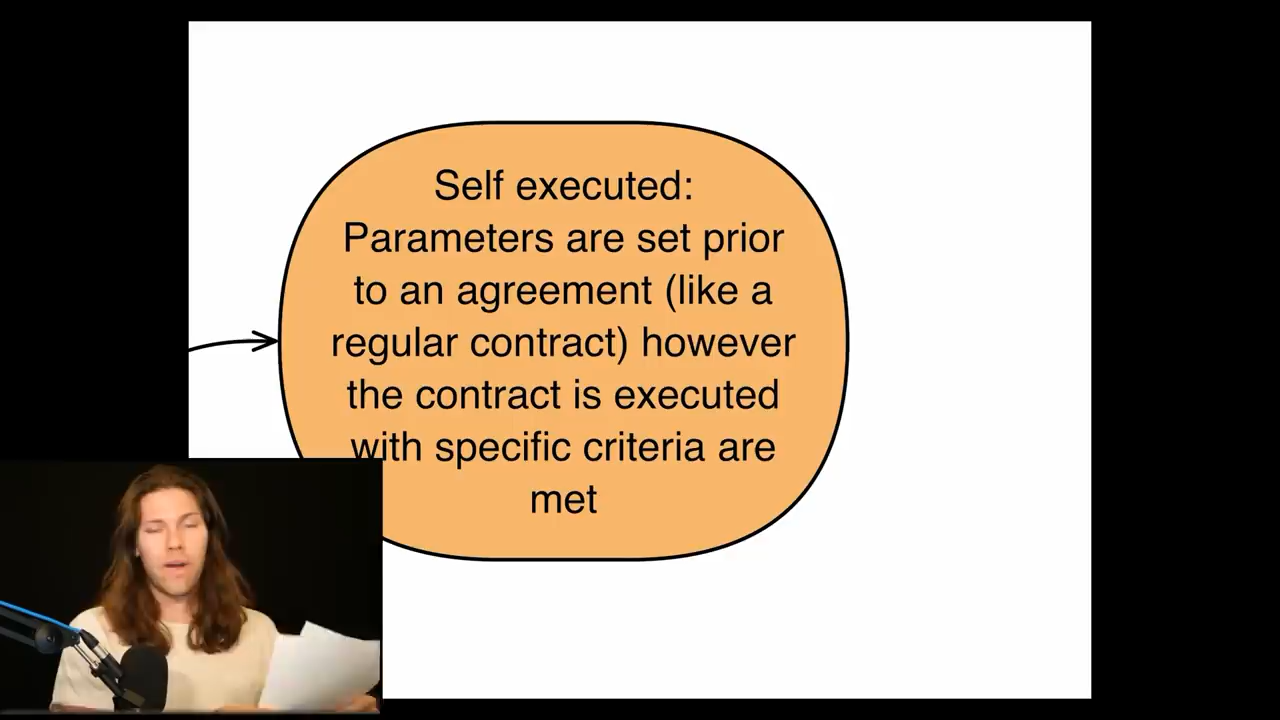 Self executed:
Parameters are set prior
to an agreement (like a
regular contract) however
the contract is executed
with specific criteria are
met